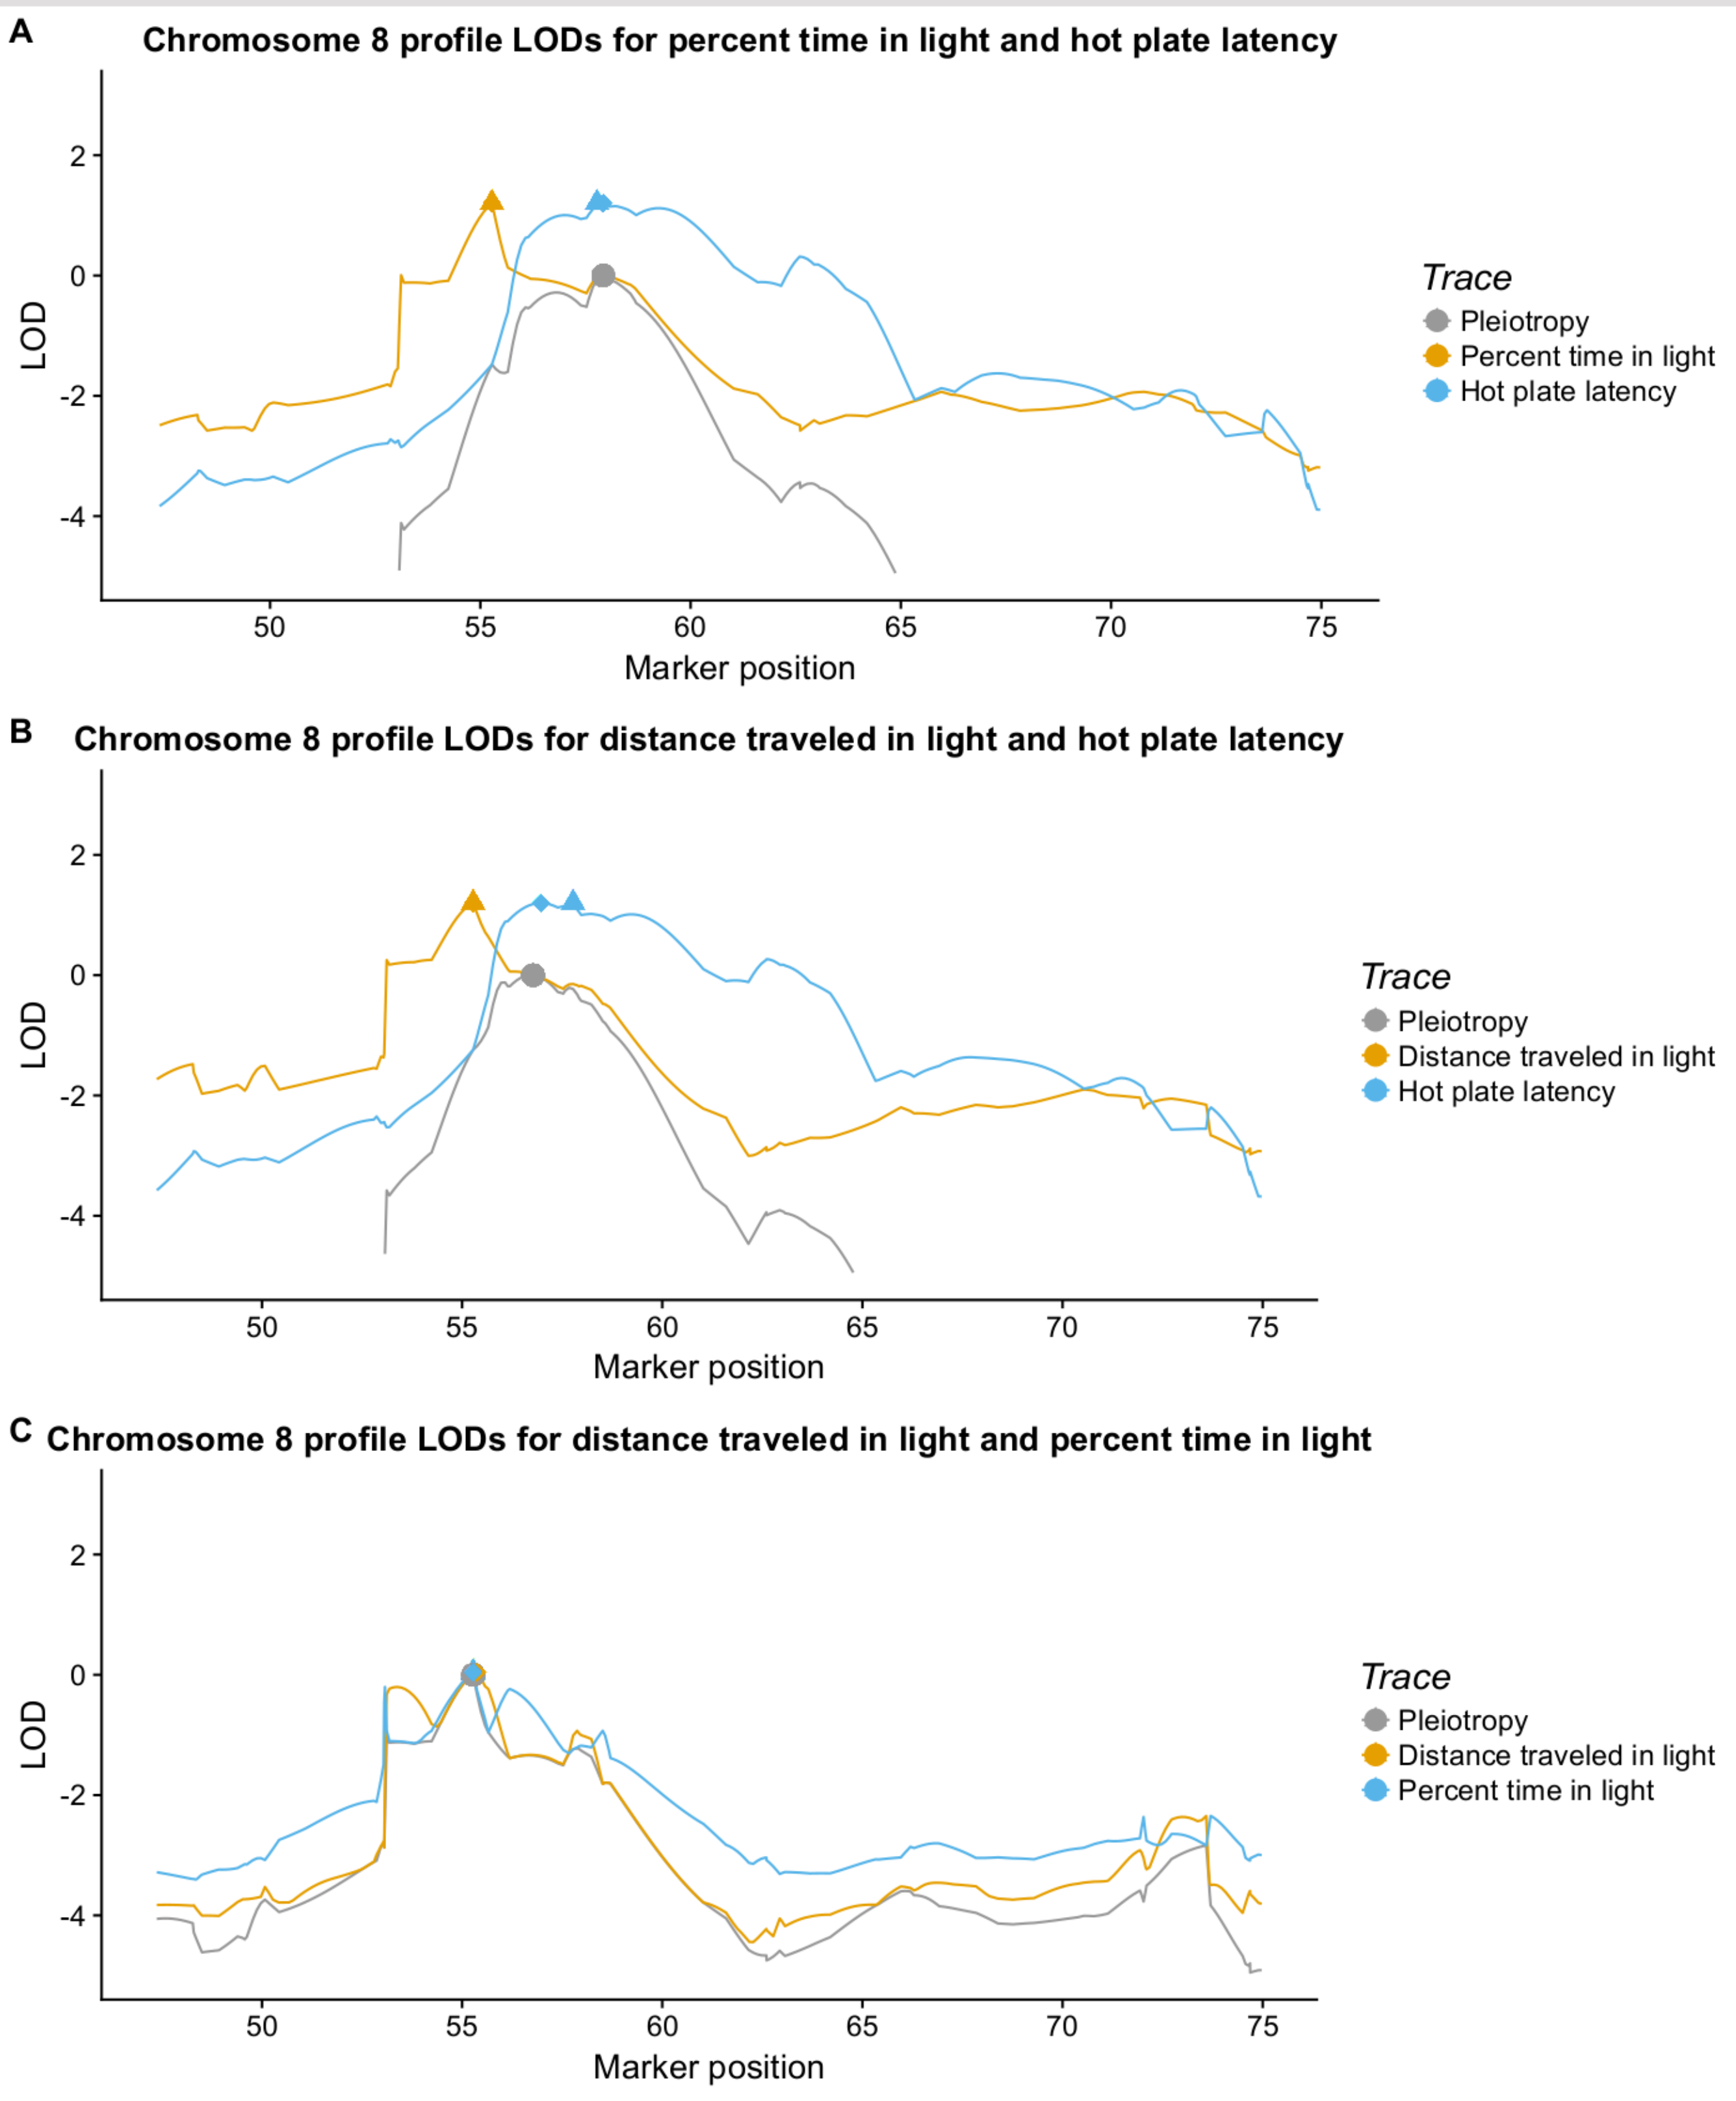 A
Chromosome 8 profile LODs for percent time in light and hot plate latency
2
0
-2
-4
LOD
50 55 60 65 70 75
Marker position
Trace
Pleiotropy
Percent time in light
Hot plate latency
B
Chromosome 8 profile LODs for distance traveled in light and hot plate latency
2
0
-2
-4
LOD
50 55 60 65 70 75
Marker position
Trace
Pleiotropy
Distance traveled in light
Hot plate latency
C
Chromosome 8 profile LODs for distance traveled in light and percent time in light
2
0
-2
-4
LOD
50 55 60 65 70 75
Marker position
Trace
Pleiotropy
Distance traveled in light
Percent time in light